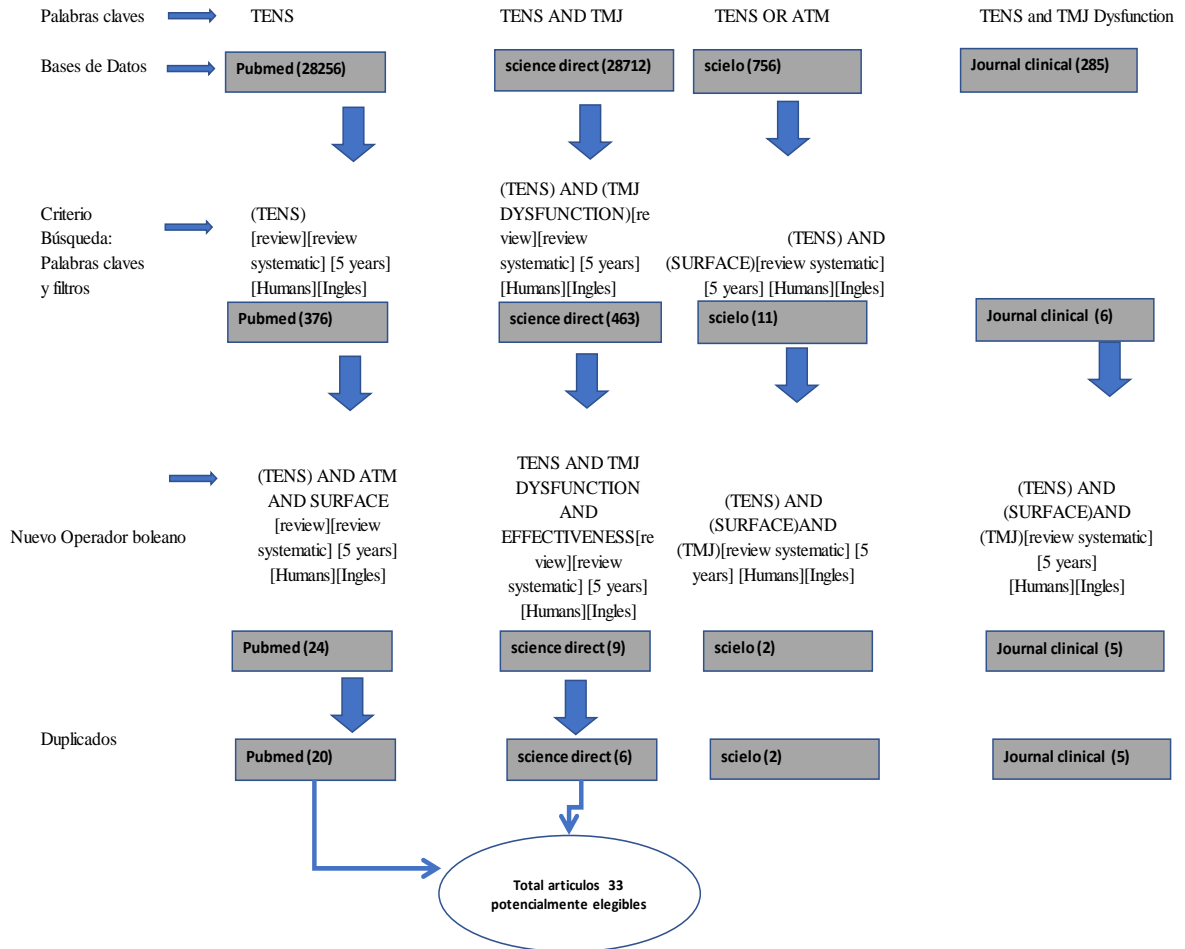 Palabras claves
TENS
TENS AND TMJ
TENS OR ATM
TENS and TMJ Dysfunction
Bases de Datos
Pubmed (28256)
science direct (28712)
scielo (756)
Journal clinical (285)
Criterio
Búsqueda:
Palabras claves
y filtros
(TENS)
[review][review
systematic] [5 years]
[Humans][Ingles]
(TENS) AND (TMJ
DYSFUNCTION)[re
view][review
systematic] [5 years]
[Humans][Ingles]
(TENS) AND
(SURFACE)[review systematic]
[5 years] [Humans][Ingles]
Pubmed (376)
science direct (463)
scielo (11)
Journal clinical (6)
Nuevo Operador boleano
(TENS) AND ATM
AND SURFACE
[review][review
systematic] [5 years]
[Humans][Ingles]
TENS AND TMJ
DYSFUNCTION
AND
EFFECTIVENESS[re
view][review
systematic] [5 years]
[Humans][Ingles]
(TENS) AND
(SURFACE)AND
(TMJ)[review systematic] [5
years] [Humans][Ingles]
(TENS) AND
(SURFACE)AND
(TMJ)[review systematic]
[5 years]
[Humans][Ingles]
Pubmed (24)
science direct (9)
scielo (2)
Journal clinical (5)
Duplicados
Pubmed (20)
science direct (6)
scielo (2)
Journal clinical (5)
Total articulos 33
potencialmente elegibles